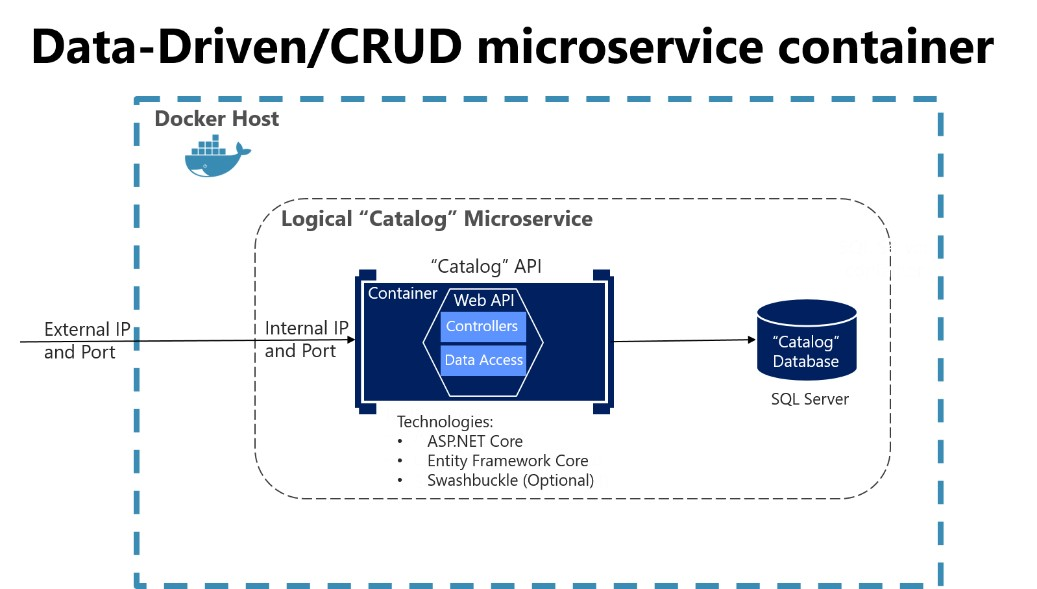 Data-Driven/CRUD microservice container
Docker Host
Logical “Catalog” Microservice
“Catalog” API
Container
Web API
Controllers
Data Access
External IP
and Port
Internal IP
and Port
“Catalog”
Database
SQL Server
Technologies:
• ASP.NET Core
• Entity Framework Core
• Swashbuckle (Optional)